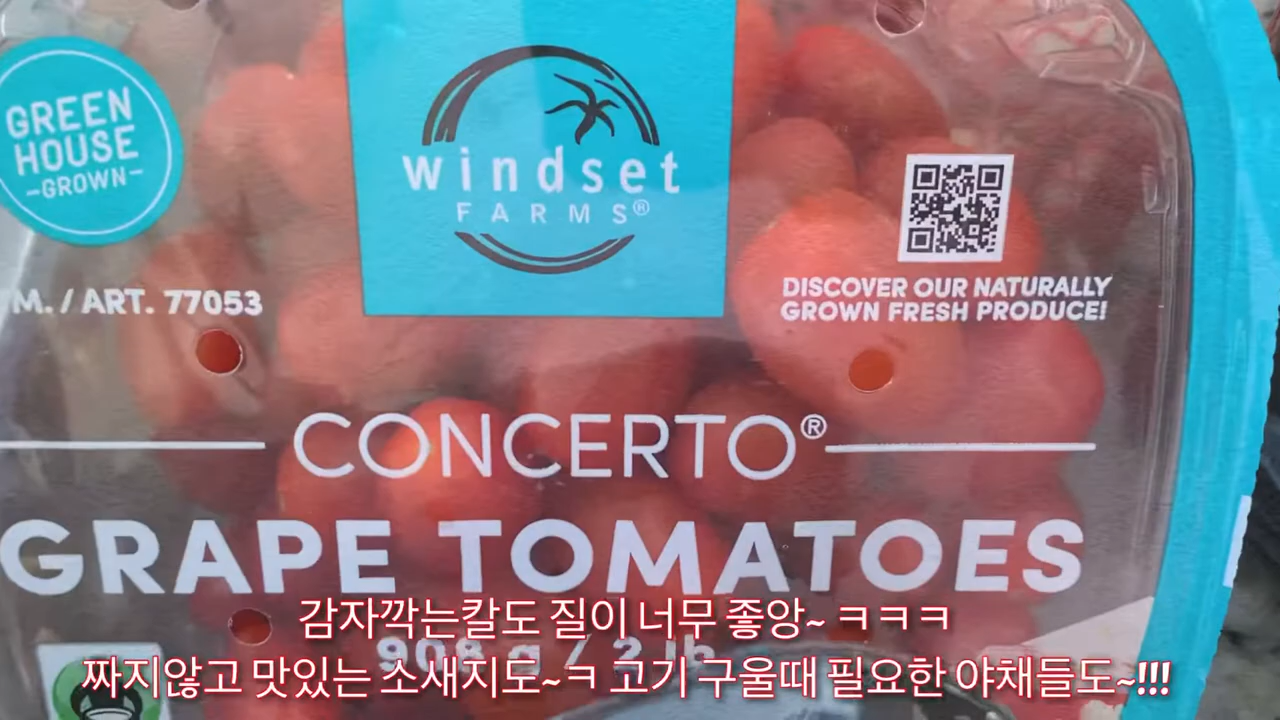 GREEN
HOUSE
-GROWN-
windset
FARMS®
M. / ART. 77053
DISCOVER OUR NATURALLY
GROWN FRESH PRODUCE!
CONCERTO®
GRAPE TOMATOES
908 g / 2 lb
감자깍는칼도 질이 너무 좋앙~ ㅋㅋㅋ
짜지않고 맛있는 소새지도~ㅋ 고기 구울때 필요한 야채들도~!!!